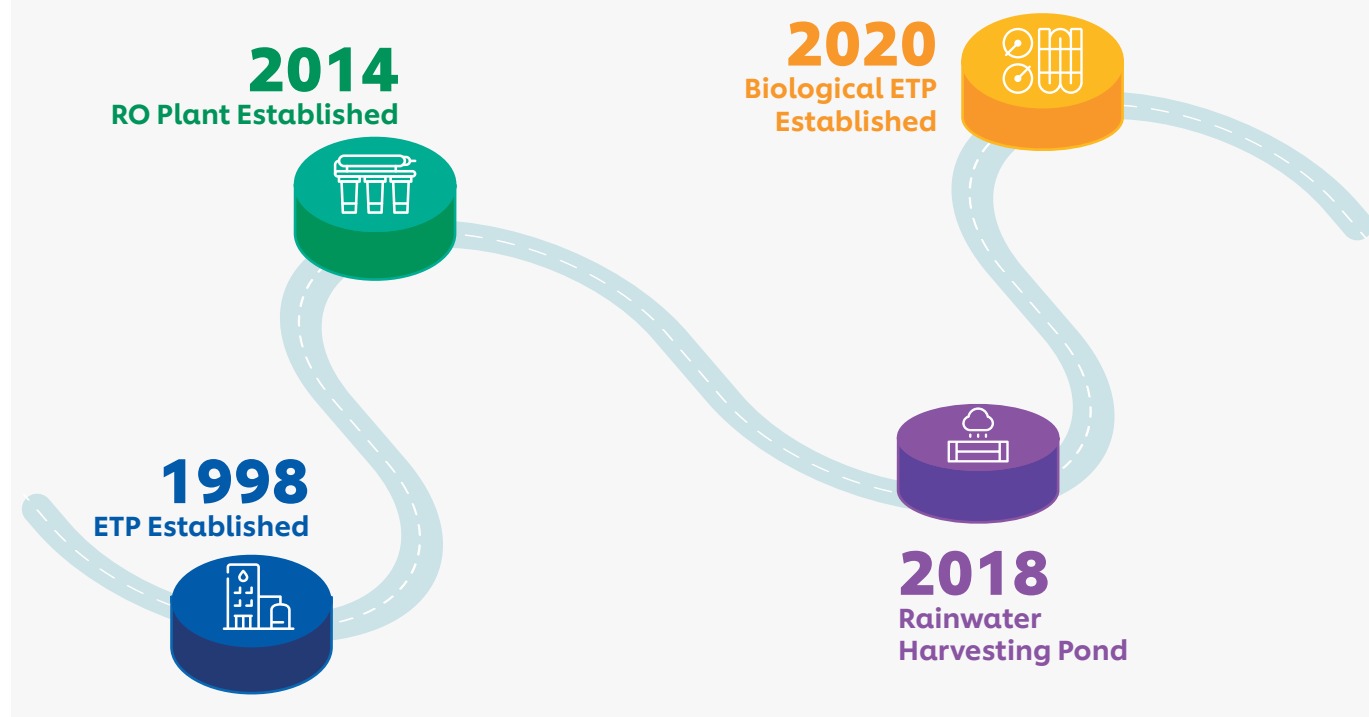 1998
ETP Established
2014
RO Plant Established
2018
Rainwater
Harvesting Pond
2020
Biological ETP
Established